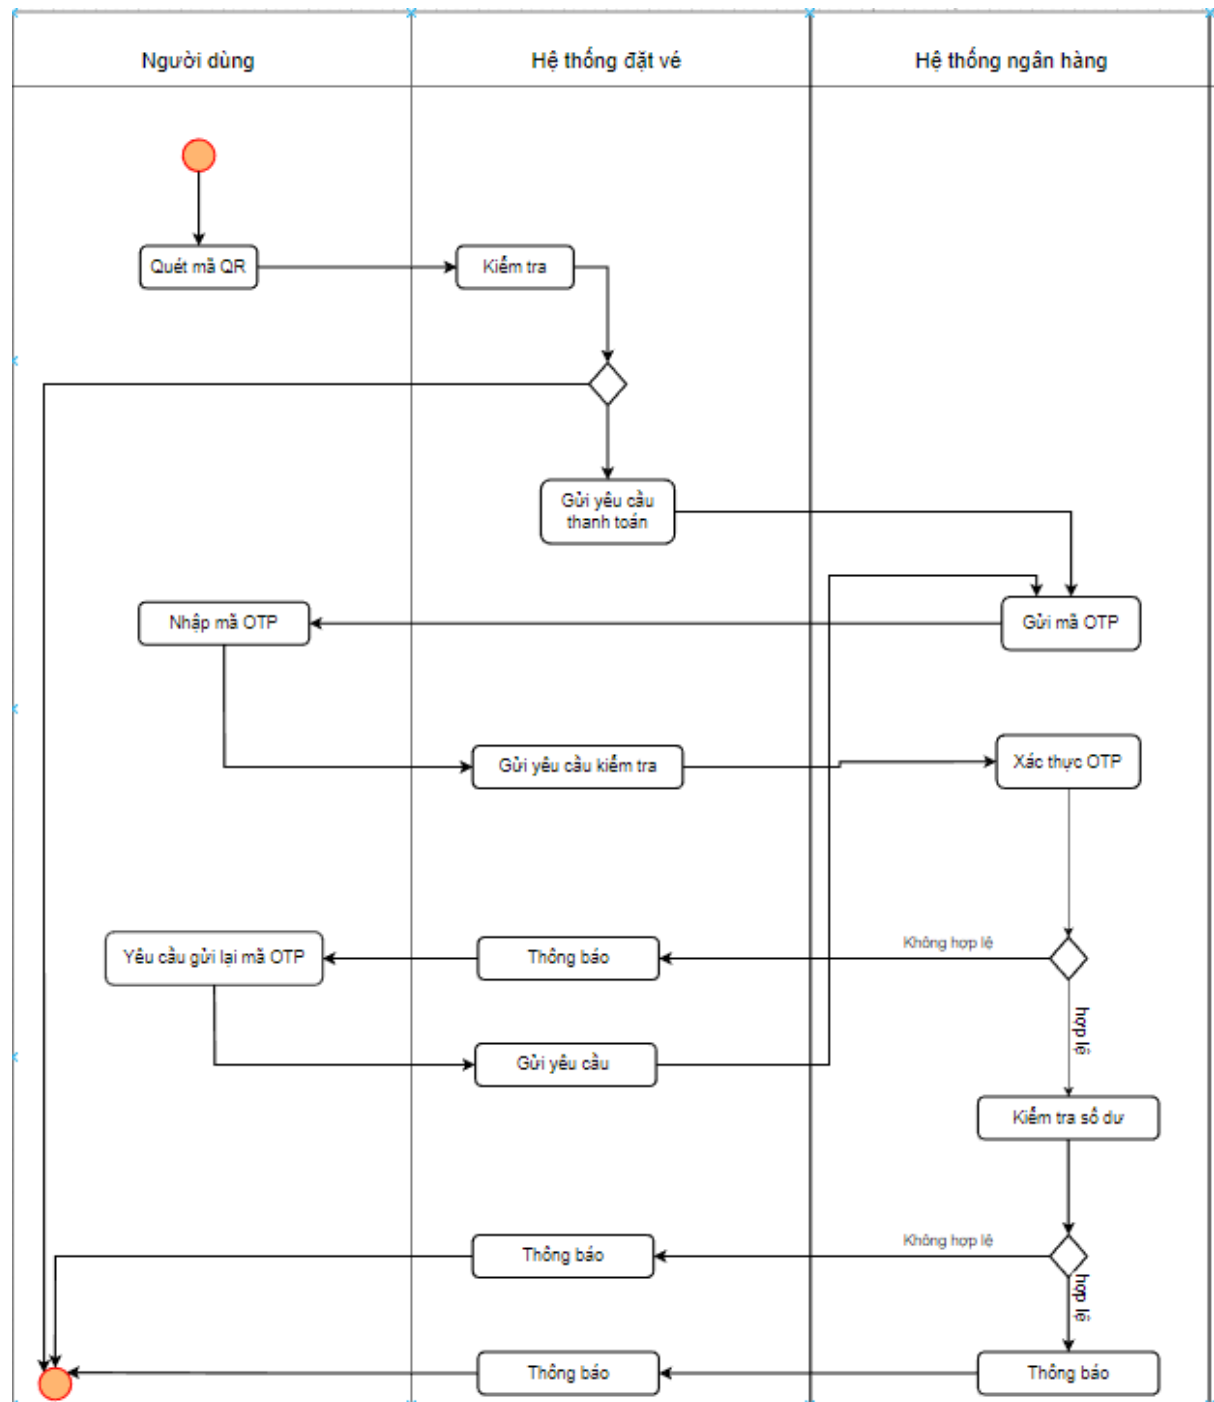 Người dùng
Hệ thống đặt vé
Hệ thống ngân hàng
Quét mã QR
Kiểm tra
Gửi yêu cầu
thanh toán
Nhập mã OTP
Gửi mã OTP
Gửi yêu cầu kiểm tra
Xác thực OTP
Yêu cầu gửi lại mã OTP
Thông báo
Không hợp lệ
hợp lệ
Gửi yêu cầu
Kiểm tra số dư
Thông báo
Không hợp lệ
hợp lệ
Thông báo
Thông báo